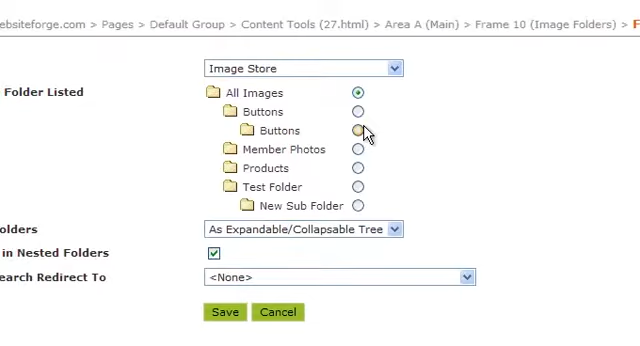 ebsiteforge.com > Pages > Default Group > Content Tools (27.html) > Area A (Main) > Frame 10 (Image Folders) > F
Image Store
Folder Listed
All Images
Buttons
Buttons
Member Photos
Products
Test Folder
New Sub Folder
olders
As Expandable/Collapsable Tree
in Nested Folders
earch Redirect To
<None>
Save
Cancel